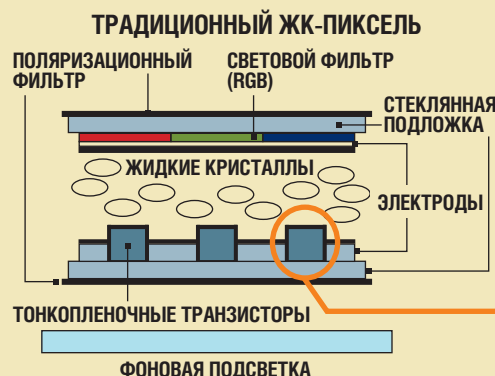 ТРАДИЦИОННЫЙ ЖК-ПИКСЕЛЬ
ПОЛЯРИЗАЦИОННЫЙ
ФИЛЬТР
СВЕТОВОЙ ФИЛЬТР
(RGB)
СТЕКЛЯННАЯ
ПОДЛОЖКА
ЖИДКИЕ КРИСТАЛЛЫ
ЭЛЕКТРОДЫ
ТОНКОПЛЕНОЧНЫЕ ТРАНЗИСТОРЫ
ФОНОВАЯ ПОДСВЕТКА